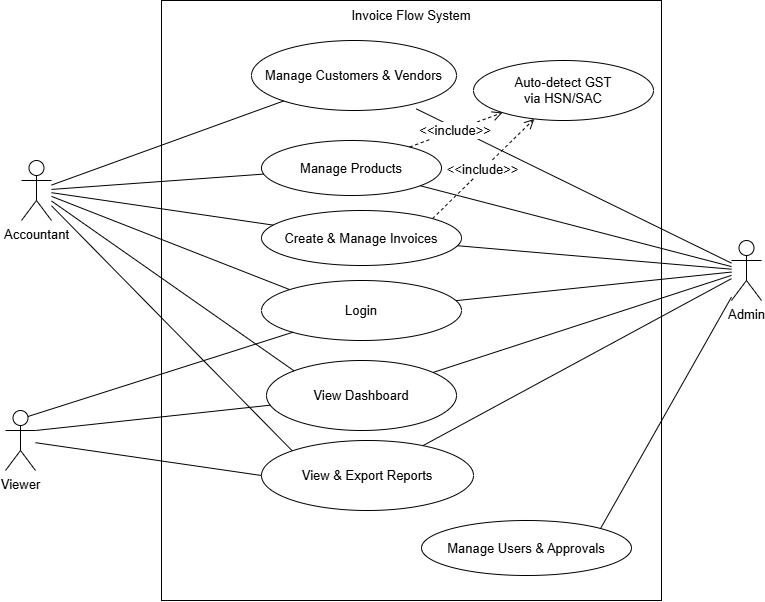 Invoice Flow System
Manage Customers & Vendors
Auto-detect GST
via HSN/SAC
<<include>>
Manage Products
<<include>>
Accountant
Create & Manage Invoices
Login
Admin
View Dashboard
View & Export Reports
Viewer
Manage Users & Approvals